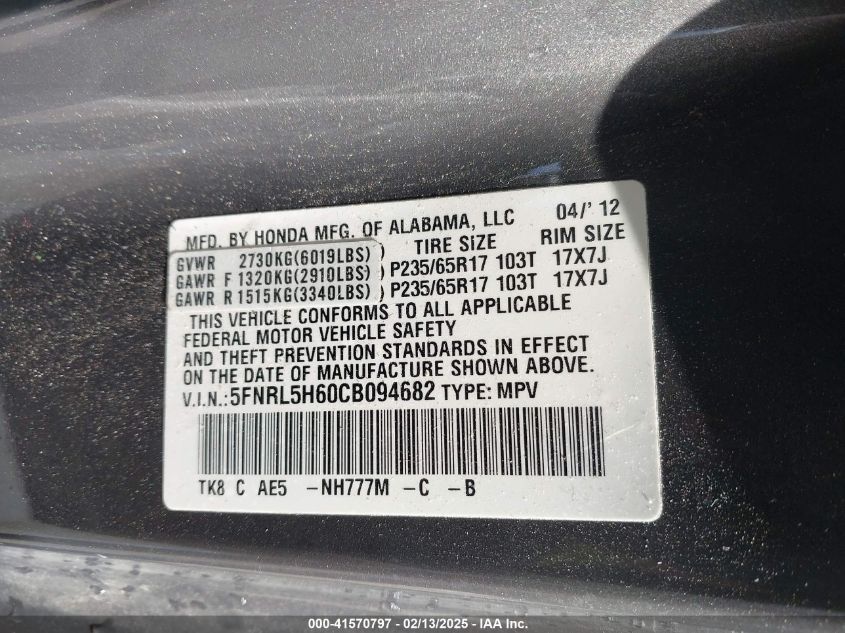 MFD. BY HONDA MFG. OF ALABAMA, LLC 04/' 12
TIRE SIZE RIM SIZE
GVWR 2730KG(6019LBS)
GAWR F 1320KG(2910LBS) P235/65R17 103T 17X7J
GAWR R 1515KG(3340LBS) P235/65R17 103T 17X7J
THIS VEHICLE CONFORMS TO ALL APPLICABLE
FEDERAL MOTOR VEHICLE SAFETY
AND THEFT PREVENTION STANDARDS IN EFFECT
ON THE DATE OF MANUFACTURE SHOWN ABOVE.
V.I.N.: 5FNRL5H60CB094682 TYPE: MPV
TK8 C AE5 -NH777M -C -B
000-41570797 - 02/13/2025 - IAA Inc.